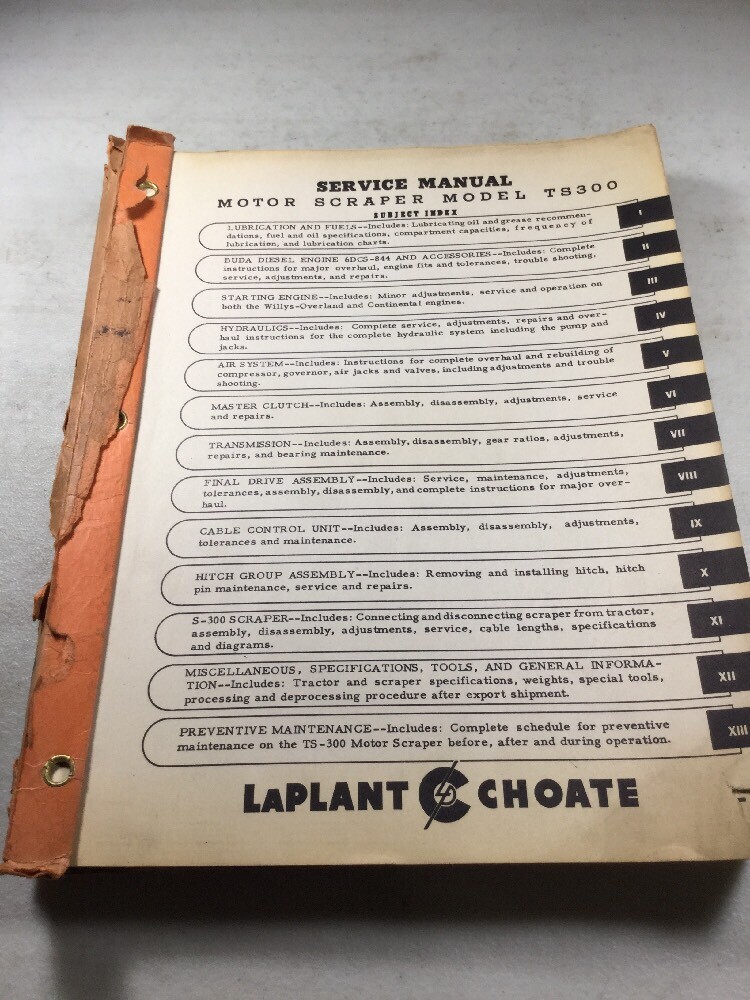 SERVICE MANUAL
MOTOR SCRAPER MODEL TS300
SUBJECT INDEX
LUBRICATION AND FUELS--Includes: Lubricating oil and grease recommen-
dations, fuel and oil specifications, compartment capacities, frequency of
lubrication, and lubrication charts.
I
BUDA DIESEL ENGINE 6DCS-844 AND ACCESSORIES--Includes: Complete
instructions for major overhaul, engine fits and tolerances, trouble shooting,
service, adjustments, and repairs.
II
STARTING ENGINE--Includes: Minor adjustments, service and operation on
both the Willys-Overland and Continental engines.
III
HYDRAULICS--Includes: Complete service, adjustments, repairs and over-
haul instructions for the complete hydraulic system including the pump and
jacks.
IV
AIR SYSTEM--Includes: Instructions for complete overhaul and rebuilding of
compressor, governor, air jacks and valves, including adjustments and trouble
shooting.
V
MASTER CLUTCH--Includes: Assembly, disassembly, adjustments, service
and repairs.
VI
TRANSMISSION--Includes: Assembly, disassembly, gear ratios, adjustments,
repairs, and bearing maintenance.
VII
FINAL DRIVE ASSEMBLY--Includes: Service, maintenance, adjustments,
tolerances, assembly, disassembly, and complete instructions for major over-
haul.
VIII
CABLE CONTROL UNIT--Includes: Assembly, disassembly, adjustments,
tolerances and maintenance.
IX
HITCH GROUP ASSEMBLY--Includes: Removing and installing hitch, hitch
pin maintenance, service and repairs.
X
S-300 SCRAPER--Includes: Connecting and disconnecting scraper from tractor,
assembly, disassembly, adjustments, service, cable lengths, specifications
and diagrams.
XI
MISCELLANEOUS, SPECIFICATIONS, TOOLS, AND GENERAL INFORMA-
TION--Includes: Tractor and scraper specifications, weights, special tools,
processing and deprocessing procedure after export shipment.
XII
PREVENTIVE MAINTENANCE--Includes: Complete schedule for preventive
maintenance on the TS-300 Motor Scraper before, after and during operation.
XIII
LAPLANT CHOATE